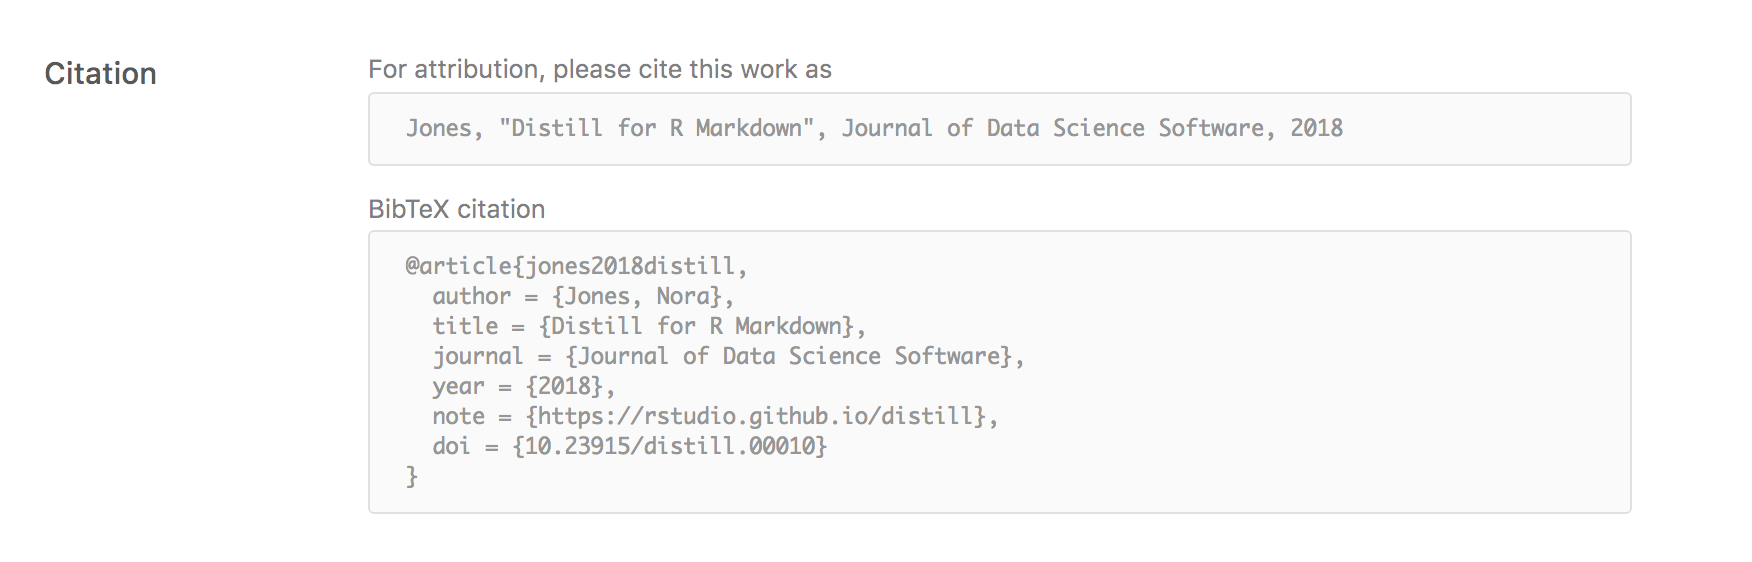 Citation
For attribution, please cite this work as
Jones, "Distill for R Markdown", Journal of Data Science Software, 2018
BibTeX citation
@article{jones2018distill,
  author = {Jones, Nora},
  title = {Distill for R Markdown},
  journal = {Journal of Data Science Software},
  year = {2018},
  note = {https://rstudio.github.io/distill},
  doi = {10.23915/distill.00010}
}